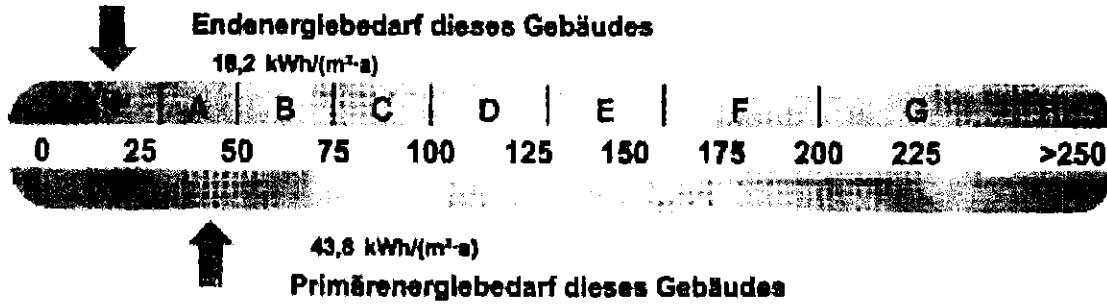 Endenergiebedarf dieses Gebäudes
18,2 kWh/(m²·a)
A B C D E F G
0 25 50 75 100 125 150 175 200 225 >250
43,8 kWh/(m²·a)
Primärenergiebedarf dieses Gebäudes